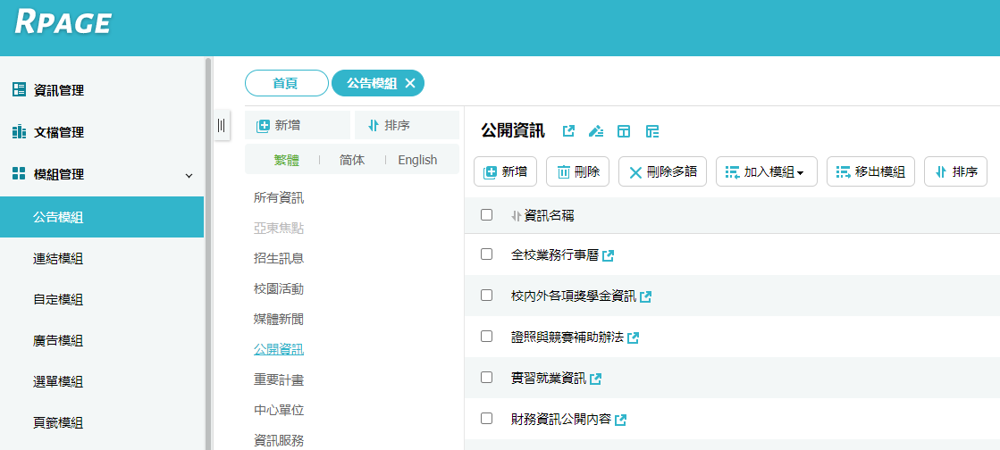 RPAGE
資訊管理
文檔管理
模組管理
公告模組
連結模組
自定模組
廣告模組
選單模組
頁籤模組
首頁 公告模組
新增 排序
繁體 简体 English
所有資訊
亞東焦點
招生訊息
校園活動
媒體新聞
公開資訊
重要計畫
中心單位
資訊服務
公開資訊
新增 刪除 刪除多語 加入模組 移出模組 排序
資訊名稱
全校業務行事曆
校內外各項獎學金資訊
證照與競賽補助辦法
實習就業資訊
財務資訊公開內容